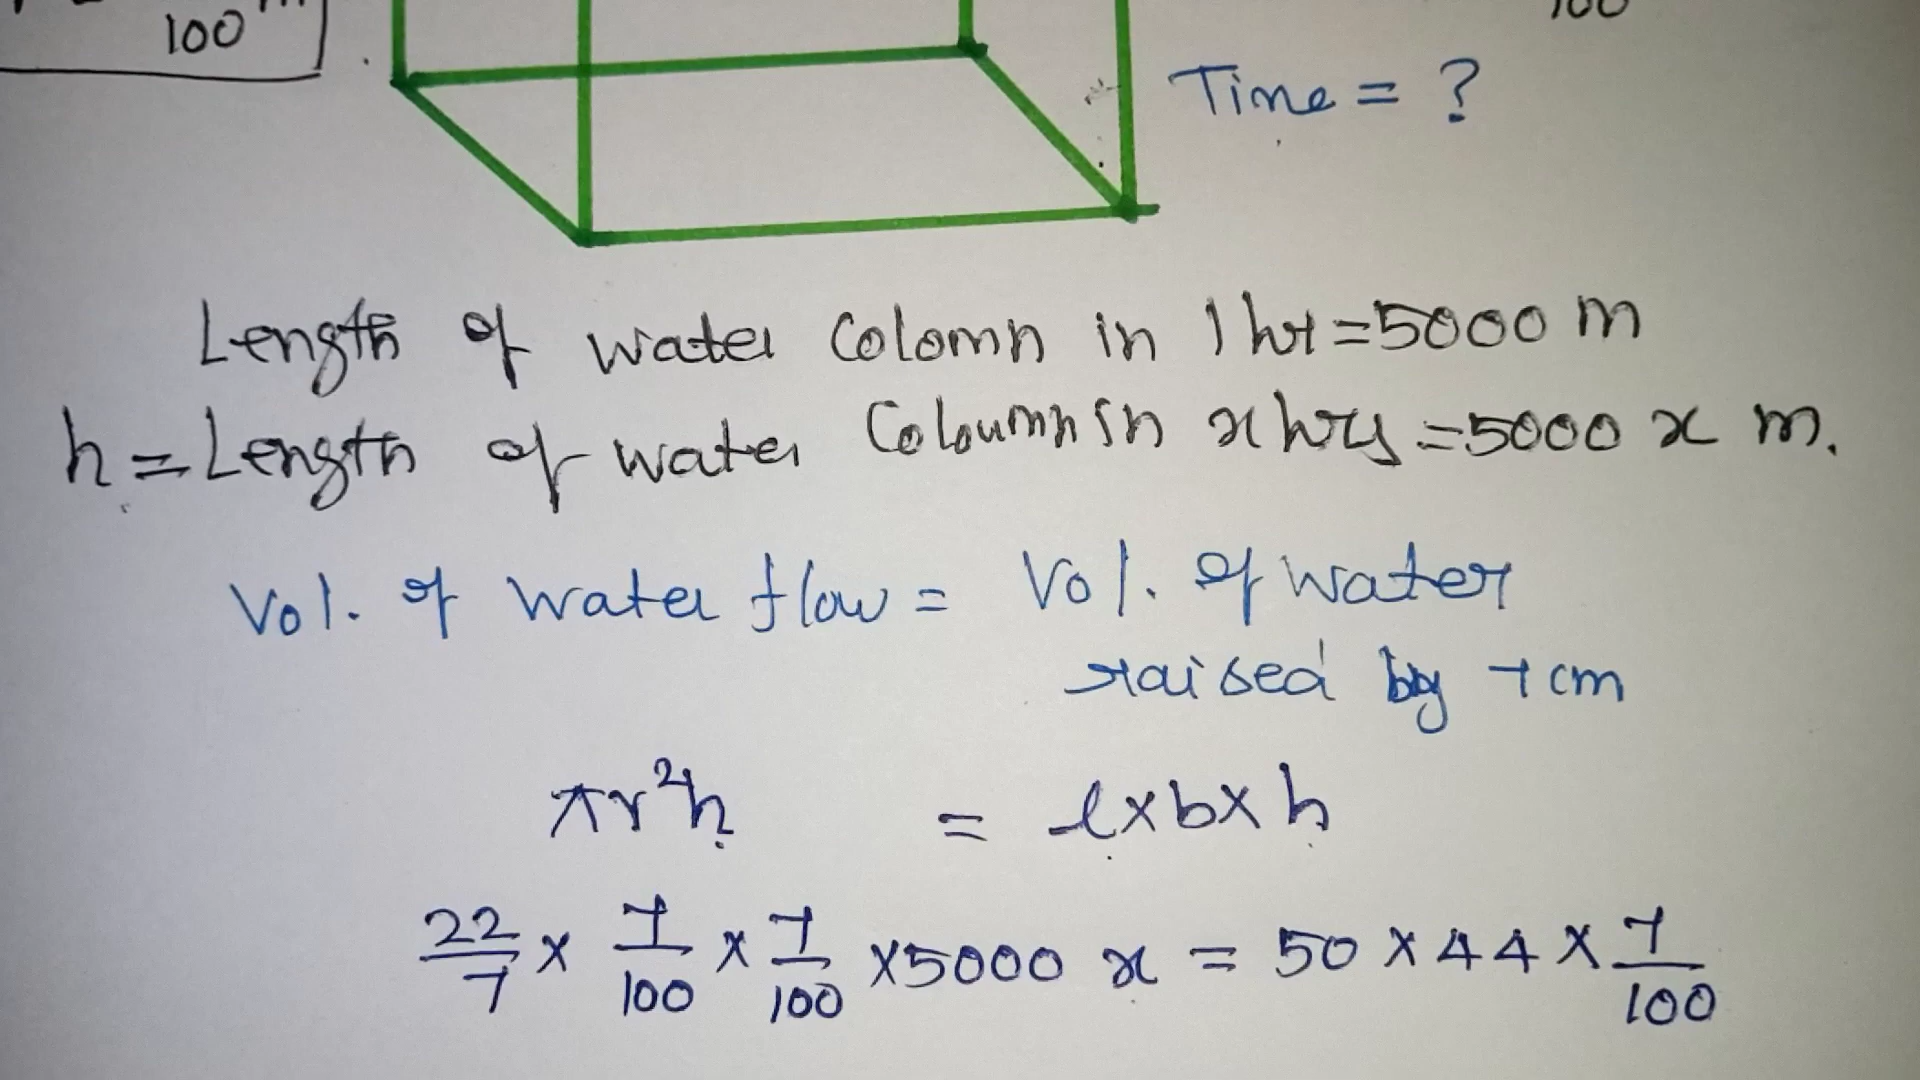 100 m
100
Time = ?
Length of water Colomn in 1 hr = 5000 m
h = Length of water Coloumn in x hrs = 5000 x m.
Vol. of water flow = Vol. of water
raised by 7 cm
πr²h = l×b×h
22/7 × 7/100 × 7/100 × 5000 x = 50 × 44 × 7/100